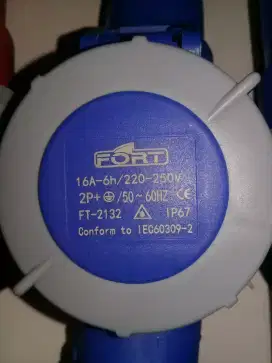 FORT
16A-6h/220-250V
2P+⏚/50~60HZ CE
FT-2132 IP67
Conform to IEC60309-2